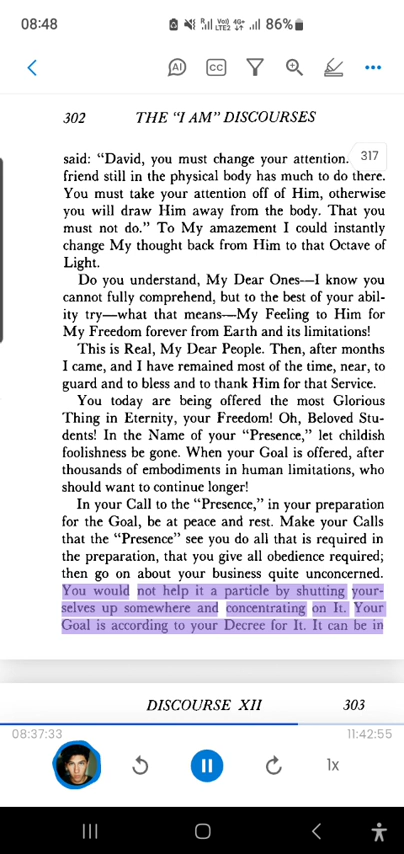 08:48
Vo))
R
LTE2
4G+
86%
AI
CC
302 THE “I AM” DISCOURSES
said: “David, you must change your attention.
317
friend still in the physical body has much to do there.
You must take your attention off of Him, otherwise
you will draw Him away from the body. That you
must not do.” To My amazement I could instantly
change My thought back from Him to that Octave of
Light.
Do you understand, My Dear Ones—I know you
cannot fully comprehend, but to the best of your abil-
ity try—what that means—My Feeling to Him for
My Freedom forever from Earth and its limitations!
This is Real, My Dear People. Then, after months
I came, and I have remained most of the time, near, to
guard and to bless and to thank Him for that Service.
You today are being offered the most Glorious
Thing in Eternity, your Freedom! Oh, Beloved Stu-
dents! In the Name of your “Presence,” let childish
foolishness be gone. When your Goal is offered, after
thousands of embodiments in human limitations, who
should want to continue longer!
In your Call to the “Presence,” in your preparation
for the Goal, be at peace and rest. Make your Calls
that the “Presence” see you do all that is required in
the preparation, that you give all obedience required;
then go on about your business quite unconcerned.
You would not help it a particle by shutting your-
selves up somewhere and concentrating on It. Your
Goal is according to your Decree for It. It can be in
DISCOURSE XII 303
08:37:33 11:42:55
1x